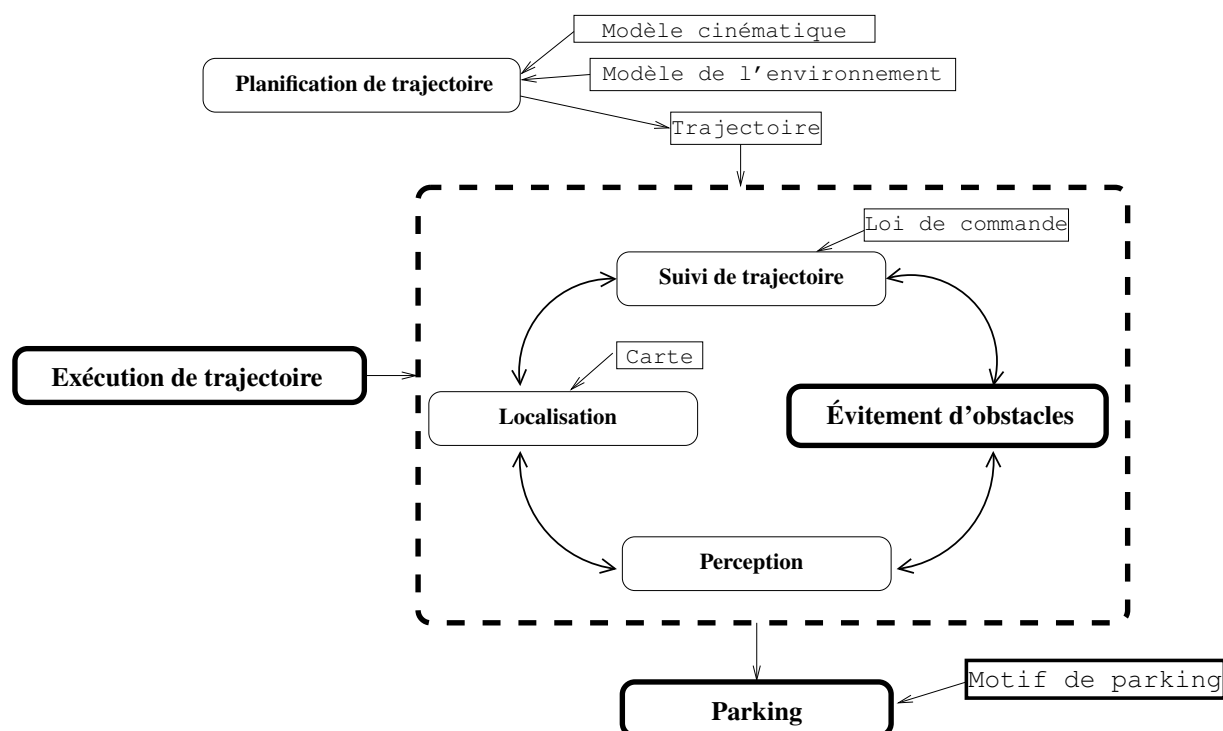 Modèle cinématique
Planification de trajectoire
Modèle de l'environnement
Trajectoire
Loi de commande
Suivi de trajectoire
Carte
Exécution de trajectoire
Localisation
Évitement d'obstacles
Perception
Motif de parking
Parking